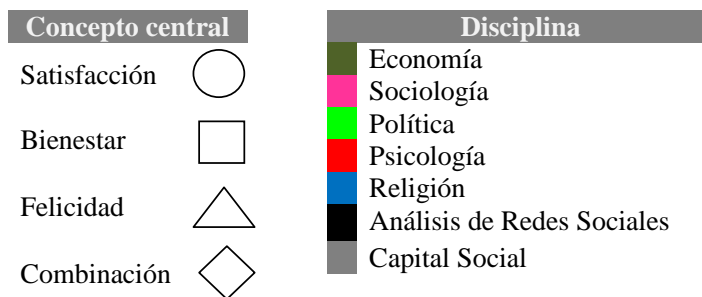 Concepto central
Satisfacción
Bienestar
Felicidad
Combinación
Disciplina
Economía
Sociología
Política
Psicología
Religión
Análisis de Redes Sociales
Capital Social